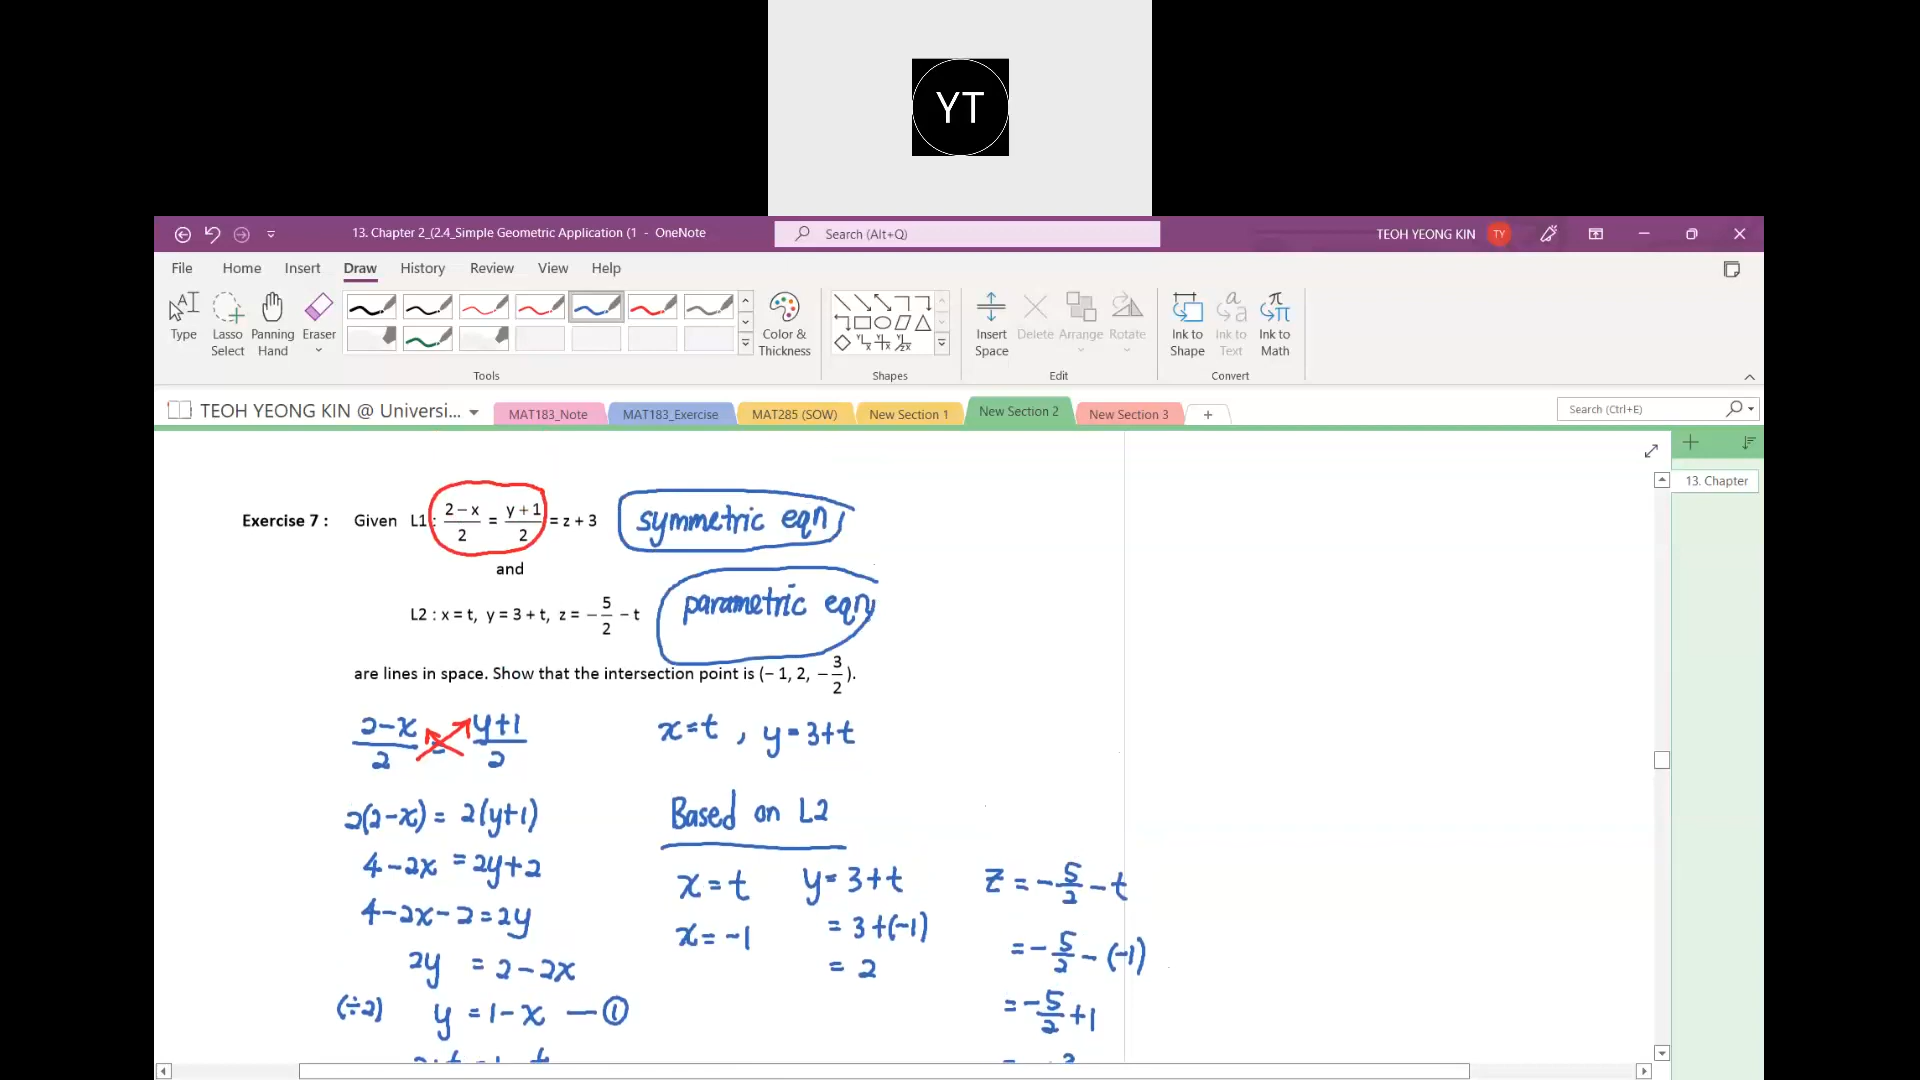 YT
13. Chapter 2_(2.4_Simple Geometric Application (1 - OneNote
Search (Alt+Q)
TEOH YEONG KIN
TY
File Home Insert Draw History Review View Help
Type
Lasso Select
Panning Hand
Eraser
Color & Thickness
Insert Space
Delete
Arrange
Rotate
Ink to Shape
Ink to Text
Ink to Math
Tools
Shapes
Edit
Convert
TEOH YEONG KIN @ Universi...
MAT183_Note
MAT183_Exercise
MAT285 (SOW)
New Section 1
New Section 2
New Section 3
Search (Ctrl+E)
13. Chapter
Exercise 7 : Given L1 : (2 – x)/2 = (y + 1)/2 = z + 3
symmetric eqn
and
L2 : x = t, y = 3 + t, z = – 5/2 – t
parametric eqn
are lines in space. Show that the intersection point is (– 1, 2, – 3/2).
(2-x)/2 = (y+1)/2
x=t , y=3+t
2(2-x) = 2(y+1)
4-2x = 2y+2
4-2x-2 = 2y
2y = 2-2x
(÷2) y = 1-x — ①
Based on L2
x = t
x = -1
y = 3+t
= 3+(-1)
= 2
z = -5/2 - t
= -5/2 - (-1)
= -5/2 + 1